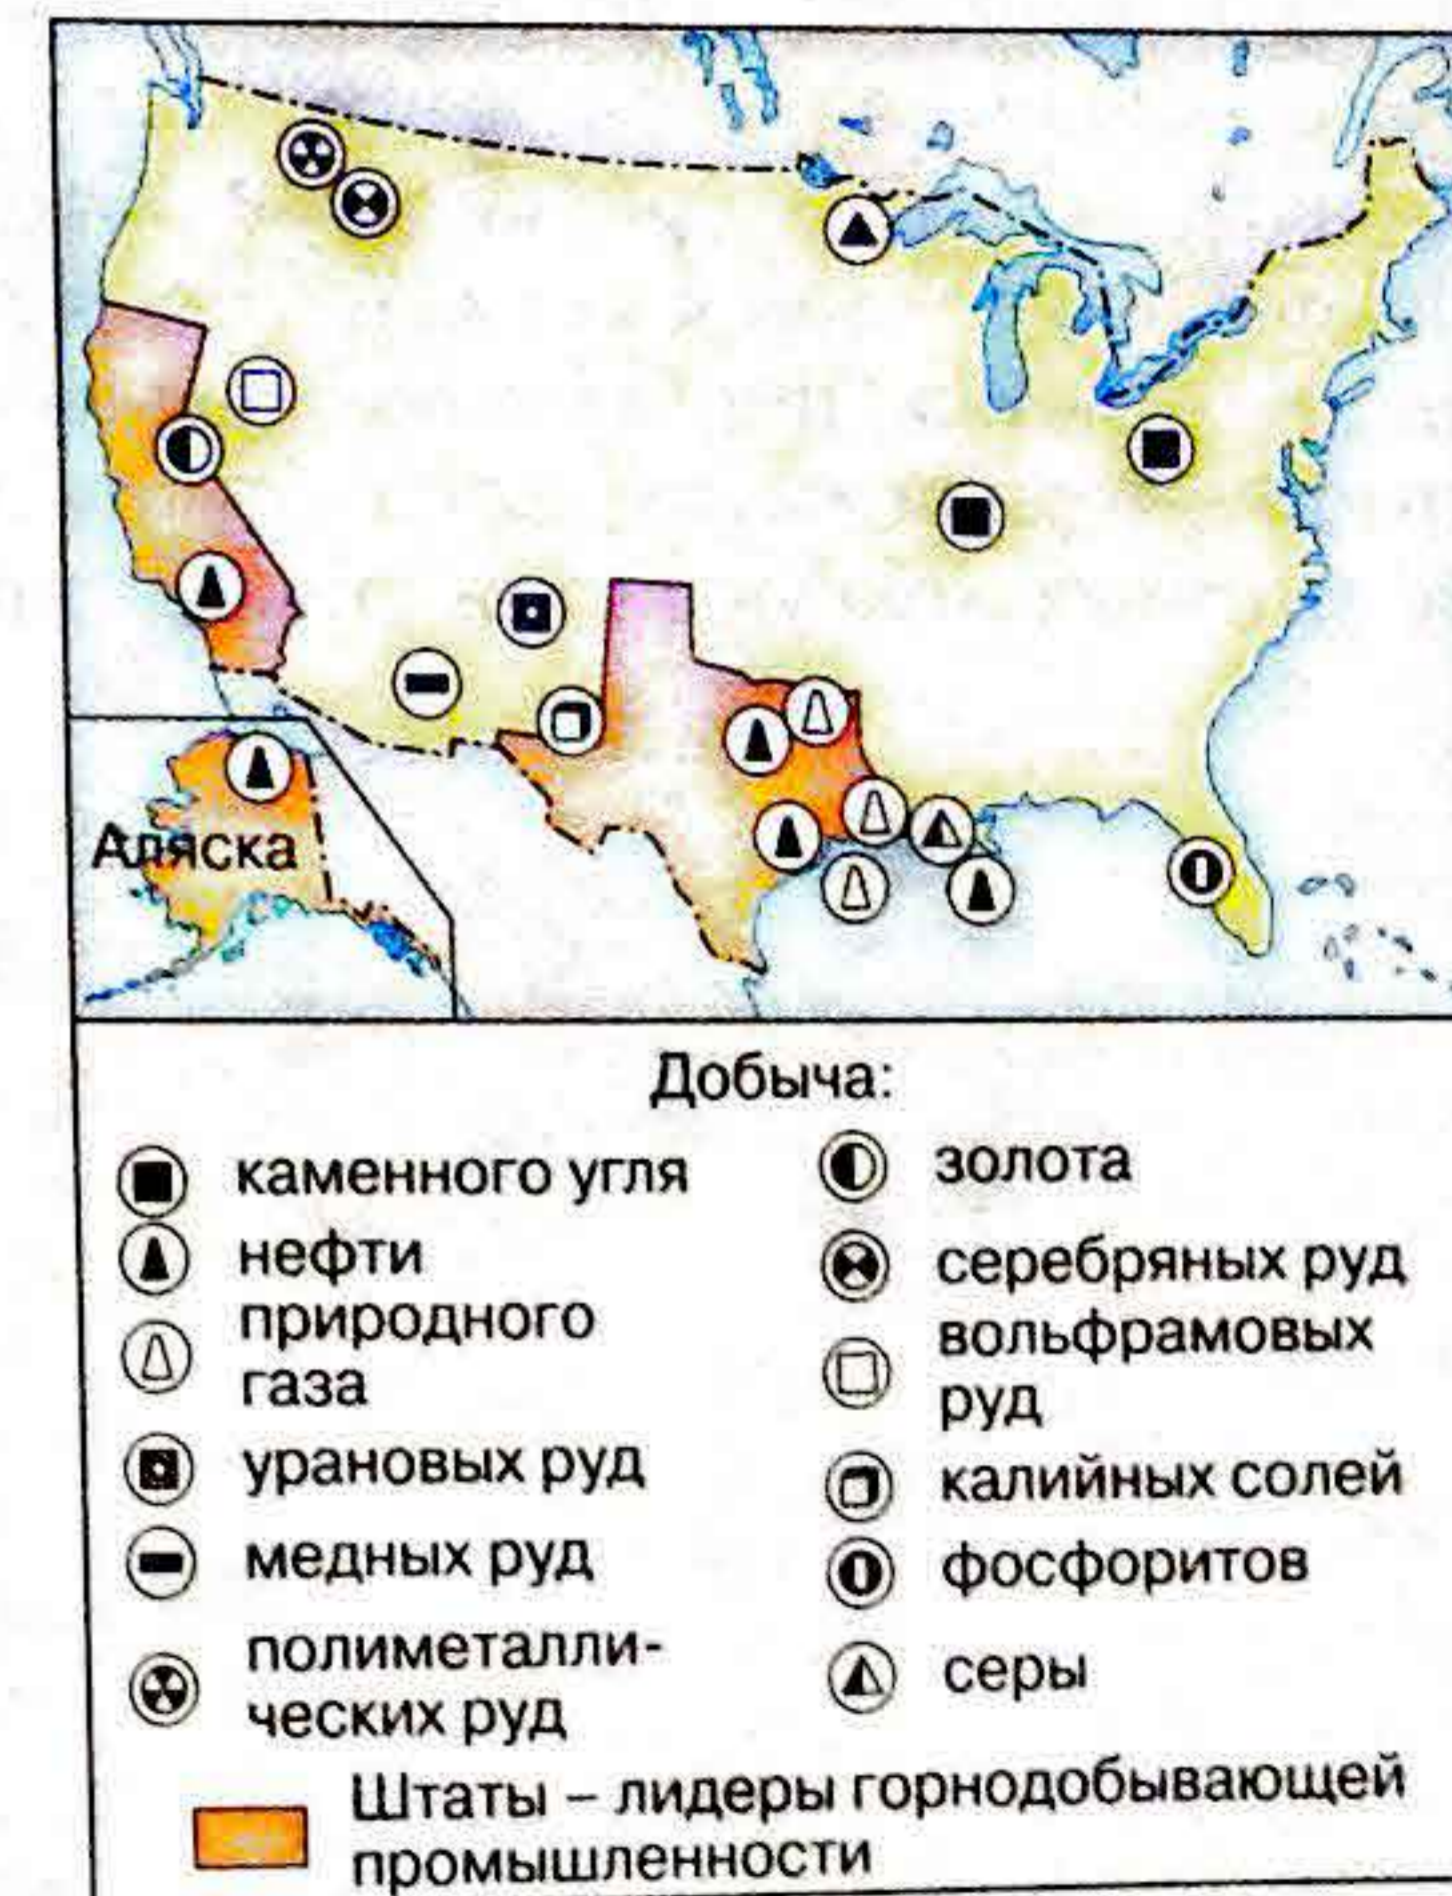 Аляска
Добыча:
каменного угля
нефти
природного
газа
урановых руд
медных руд
полиметалли-
ческих руд
золота
серебряных руд
вольфрамовых
руд
калийных солей
фосфоритов
серы
Штаты – лидеры горнодобывающей
промышленности